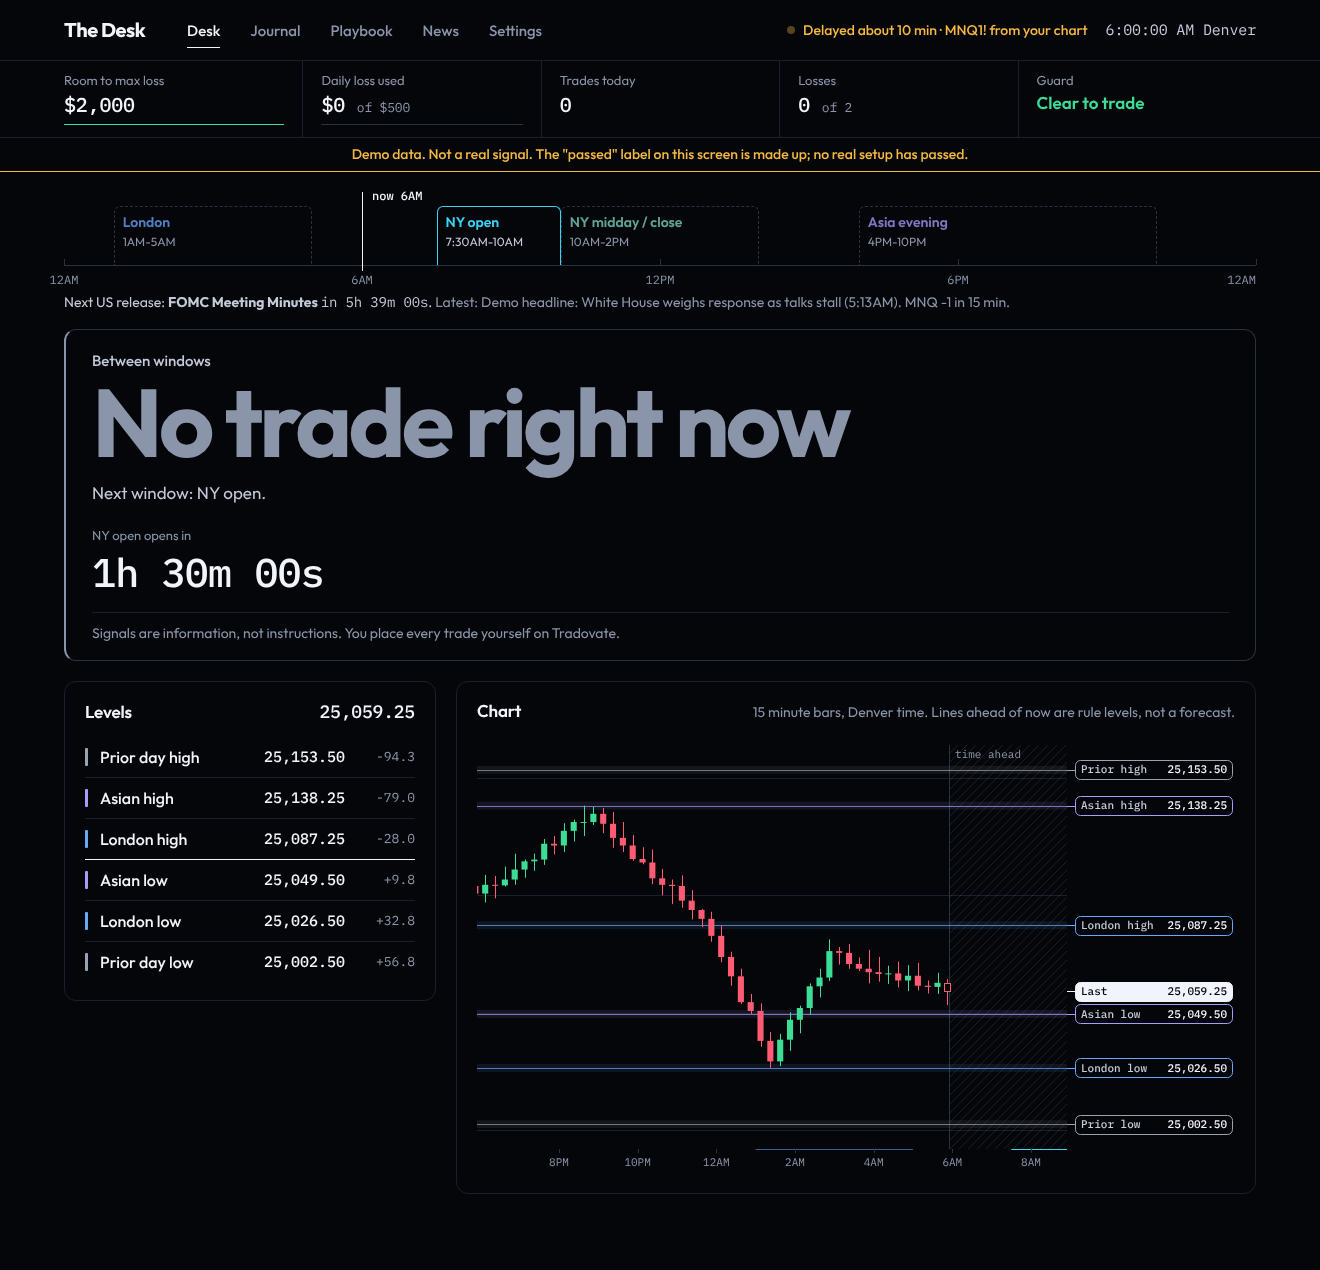 The Desk Desk Journal Playbook News Settings Delayed about 10 min · MNQ1! from your chart 6:00:00 AM Denver
Room to max loss Daily loss used Trades today Losses Guard
$2,000 $0 of $500 0 0 of 2 Clear to trade
Demo data. Not a real signal. The "passed" label on this screen is made up; no real setup has passed.
now 6AM
London NY open NY midday / close Asia evening
1AM-5AM 7:30AM-10AM 10AM-2PM 4PM-10PM
12AM 6AM 12PM 6PM 12AM
Next US release: FOMC Meeting Minutes in 5h 39m 00s. Latest: Demo headline: White House weighs response as talks stall (5:13AM). MNQ -1 in 15 min.
Between windows
No trade right now
Next window: NY open.
NY open opens in
1h 30m 00s
Signals are information, not instructions. You place every trade yourself on Tradovate.
Levels 25,059.25
Prior day high 25,153.50 -94.3
Asian high 25,138.25 -79.0
London high 25,087.25 -28.0
Asian low 25,049.50 +9.8
London low 25,026.50 +32.8
Prior day low 25,002.50 +56.8
Chart 15 minute bars, Denver time. Lines ahead of now are rule levels, not a forecast.
time ahead
Prior high 25,153.50
Asian high 25,138.25
London high 25,087.25
Last 25,059.25
Asian low 25,049.50
London low 25,026.50
Prior low 25,002.50
8PM 10PM 12AM 2AM 4AM 6AM 8AM